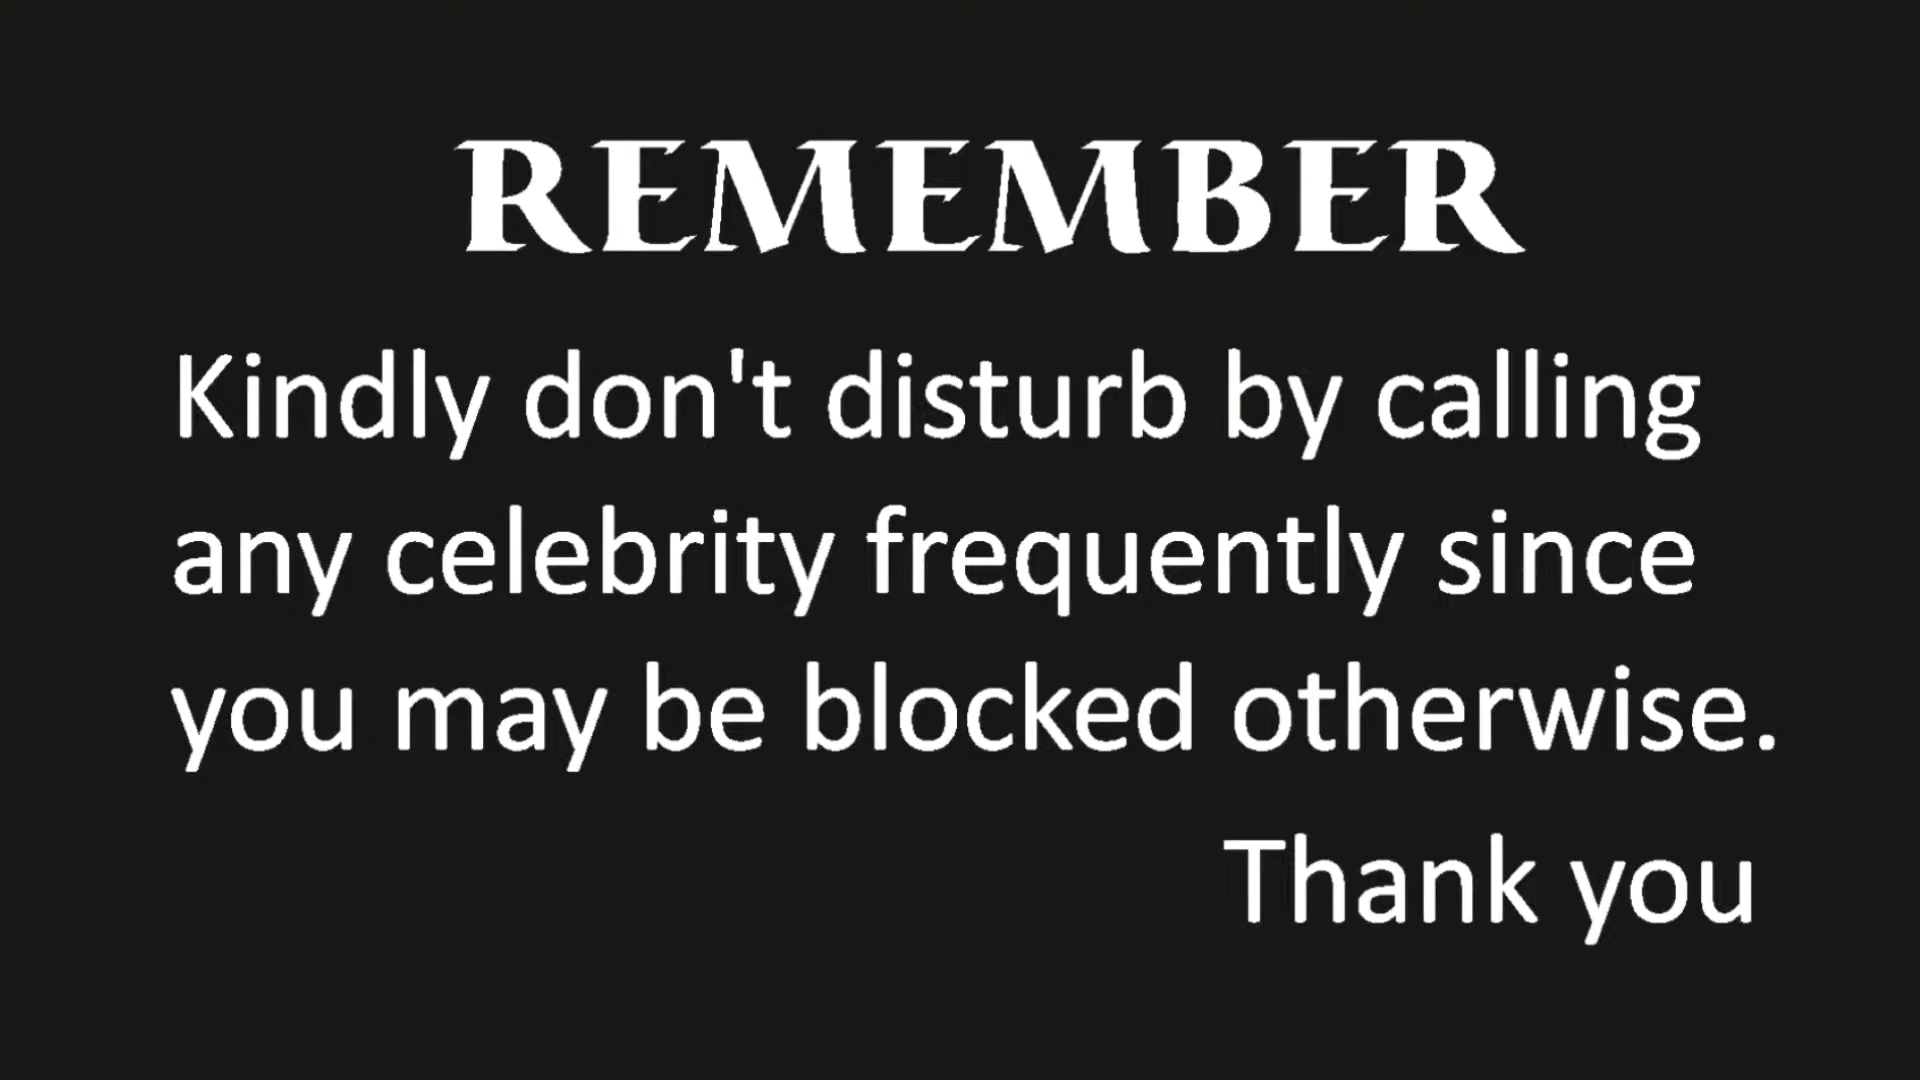 REMEMBER
Kindly don't disturb by calling
any celebrity frequently since
you may be blocked otherwise.
Thank you